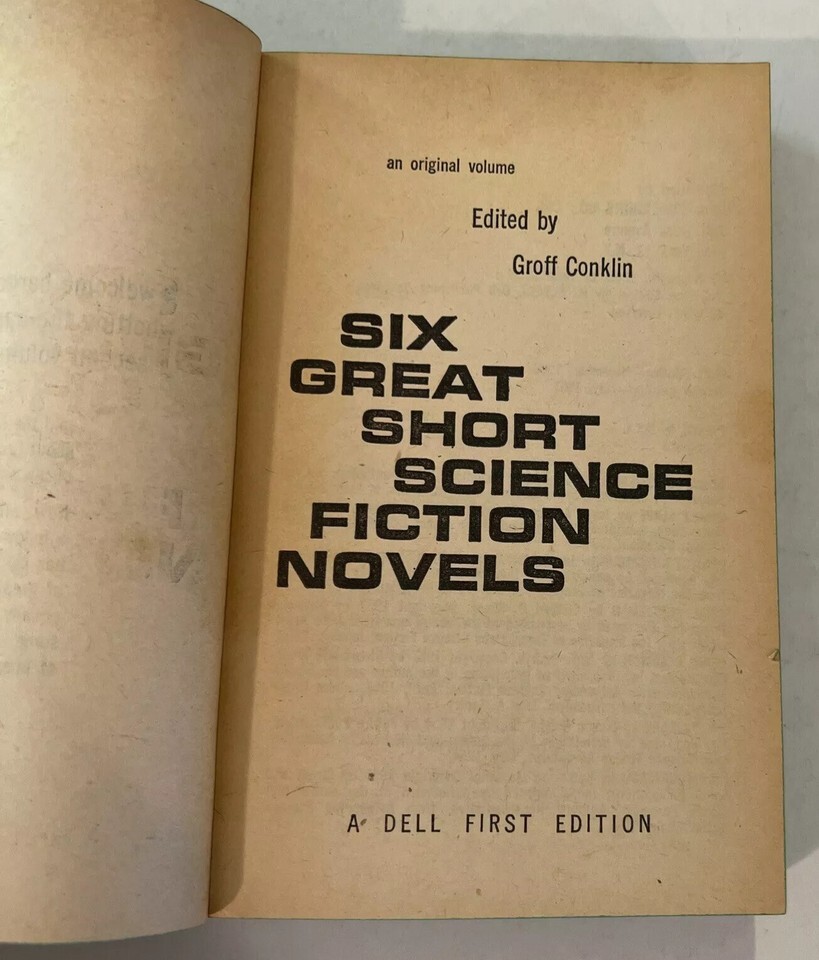 an original volume
Edited by
Groff Conklin
SIX
GREAT
SHORT
SCIENCE
FICTION
NOVELS
A DELL FIRST EDITION